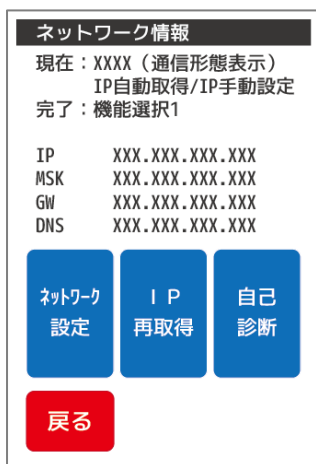 ネットワーク情報
現在：XXXX（通信形態表示）
IP自動取得/IP手動設定
完了：機能選択1
IP XXX.XXX.XXX.XXX
MSK XXX.XXX.XXX.XXX
GW XXX.XXX.XXX.XXX
DNS XXX.XXX.XXX.XXX
ﾈｯﾄﾜｰｸ
設定
ＩＰ
再取得
自己
診断
戻る